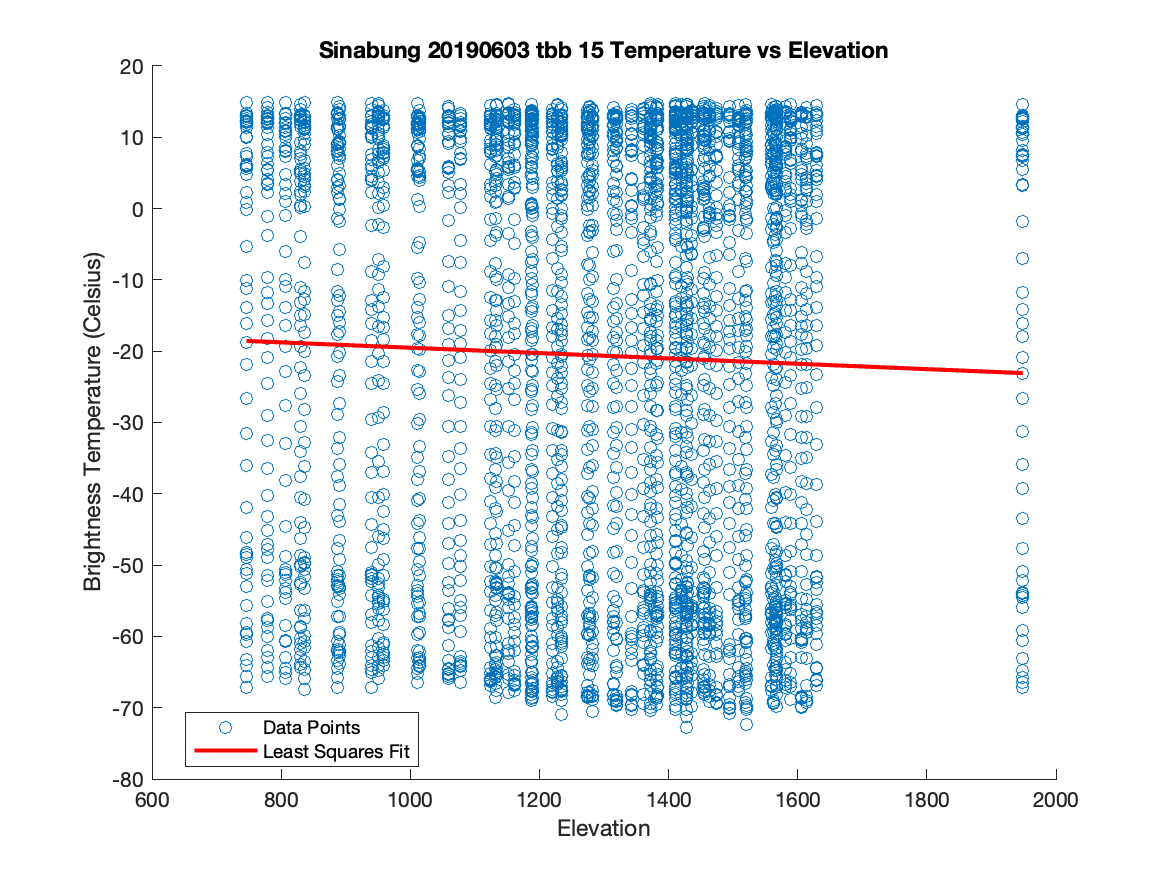 Sinabung 20190603 tbb 15 Temperature vs Elevation
20
10
0
-10
-20
-30
-40
-50
-60
-70
-80
Brightness Temperature (Celsius)
Data Points
Least Squares Fit
600 800 1000 1200 1400 1600 1800 2000
Elevation